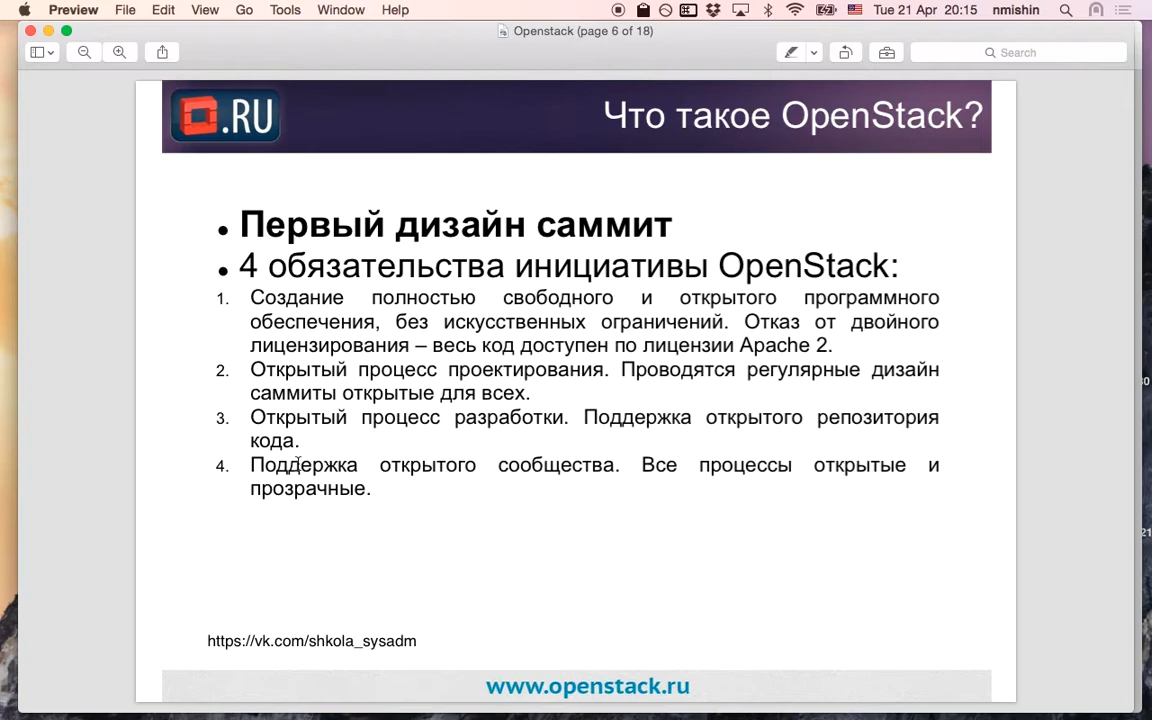 Preview File Edit View Go Tools Window Help Tue 21 Apr 20:15 nmishin
Openstack (page 6 of 18)
Search
.RU
Что такое OpenStack?
• Первый дизайн саммит
• 4 обязательства инициативы OpenStack:
1. Создание полностью свободного и открытого программного
обеспечения, без искусственных ограничений. Отказ от двойного
лицензирования – весь код доступен по лицензии Apache 2.
2. Открытый процесс проектирования. Проводятся регулярные дизайн
саммиты открытые для всех.
3. Открытый процесс разработки. Поддержка открытого репозитория
кода.
4. Поддержка открытого сообщества. Все процессы открытые и
прозрачные.
https://vk.com/shkola_sysadm
www.openstack.ru